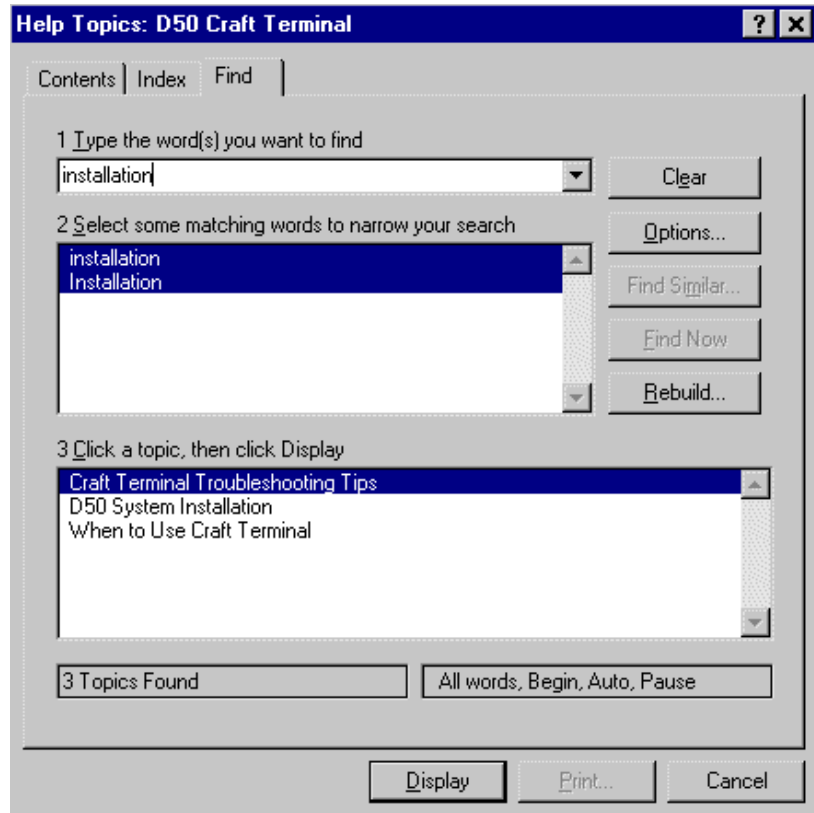 Help Topics: D50 Craft Terminal
Contents Index Find
1 Type the word(s) you want to find
installation
Clear
2 Select some matching words to narrow your search
Options...
installation
Installation
Find Similar...
Find Now
Rebuild...
3 Click a topic, then click Display
Craft Terminal Troubleshooting Tips
D50 System Installation
When to Use Craft Terminal
3 Topics Found
All words, Begin, Auto, Pause
Display Print... Cancel